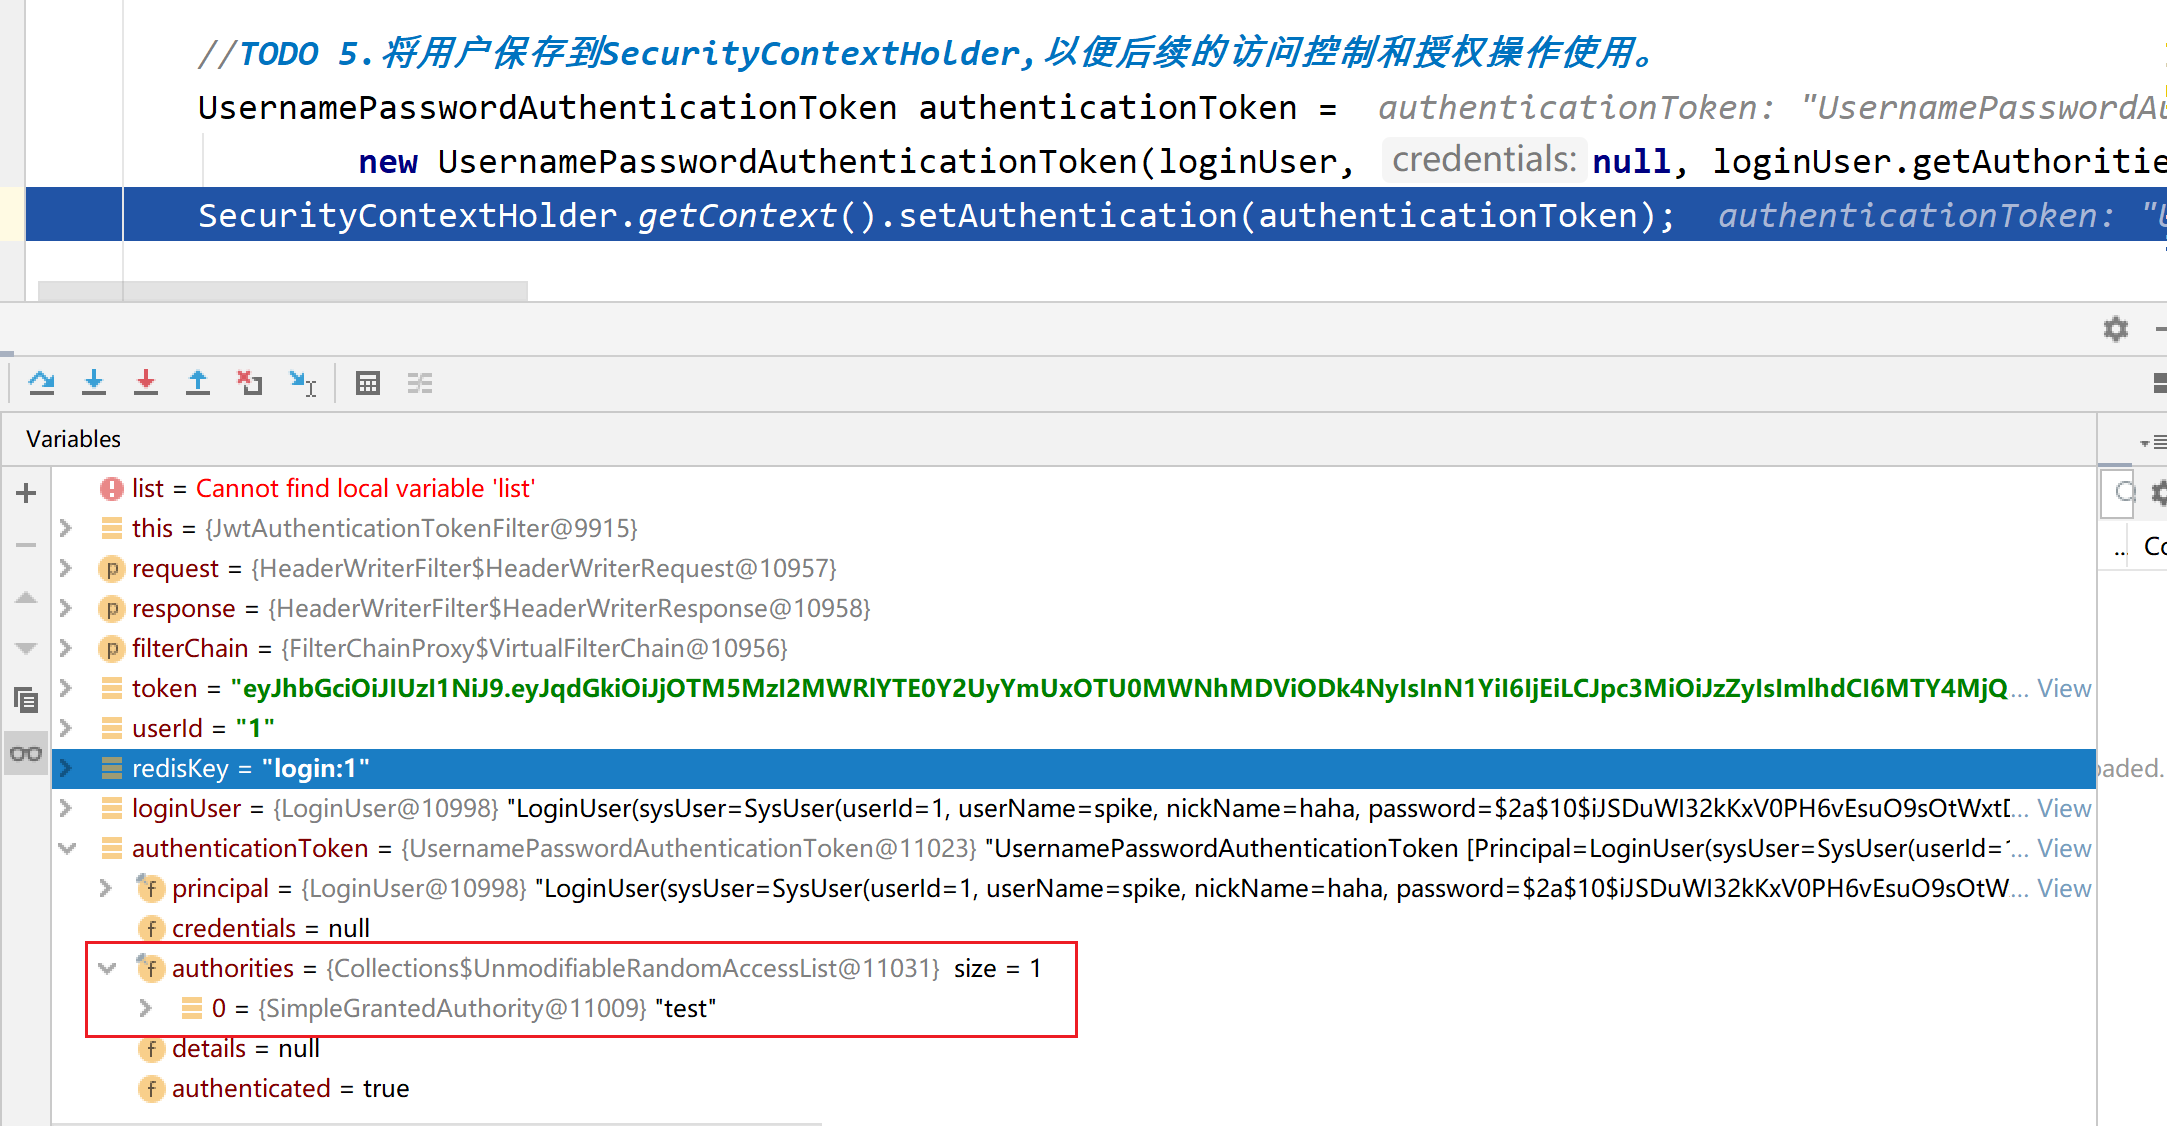 //TODO 5.将用户保存到SecurityContextHolder,以便后续的访问控制和授权操作使用。
UsernamePasswordAuthenticationToken authenticationToken = authenticationToken: "UsernamePasswordAu
new UsernamePasswordAuthenticationToken(loginUser, credentials: null, loginUser.getAuthoritie
SecurityContextHolder.getContext().setAuthentication(authenticationToken); authenticationToken: "U
Variables
list = Cannot find local variable 'list'
this = {JwtAuthenticationTokenFilter@9915}
... Co
request = {HeaderWriterFilter$HeaderWriterRequest@10957}
response = {HeaderWriterFilter$HeaderWriterResponse@10958}
filterChain = {FilterChainProxy$VirtualFilterChain@10956}
token = "eyJhbGciOiJIUzI1NiJ9.eyJqdGkiOiJjOTM5MzI2MWRlYTE0Y2UyYmUxOTU0MWNhMDViODk4NyIsInN1YiI6IjEiLCJpc3MiOiJzZyIsImlhdCI6MTY4MjQ... View
userId = "1"
redisKey = "login:1"
oaded.
loginUser = {LoginUser@10998} "LoginUser(sysUser=SysUser(userId=1, userName=spike, nickName=haha, password=$2a$10$iJSDuWI32kKxV0PH6vEsuO9sOtWxt... View
authenticationToken = {UsernamePasswordAuthenticationToken@11023} "UsernamePasswordAuthenticationToken [Principal=LoginUser(sysUser=SysUser(userId=1... View
principal = {LoginUser@10998} "LoginUser(sysUser=SysUser(userId=1, userName=spike, nickName=haha, password=$2a$10$iJSDuWI32kKxV0PH6vEsuO9sOtW... View
credentials = null
authorities = {Collections$UnmodifiableRandomAccessList@11031} size = 1
0 = {SimpleGrantedAuthority@11009} "test"
details = null
authenticated = true